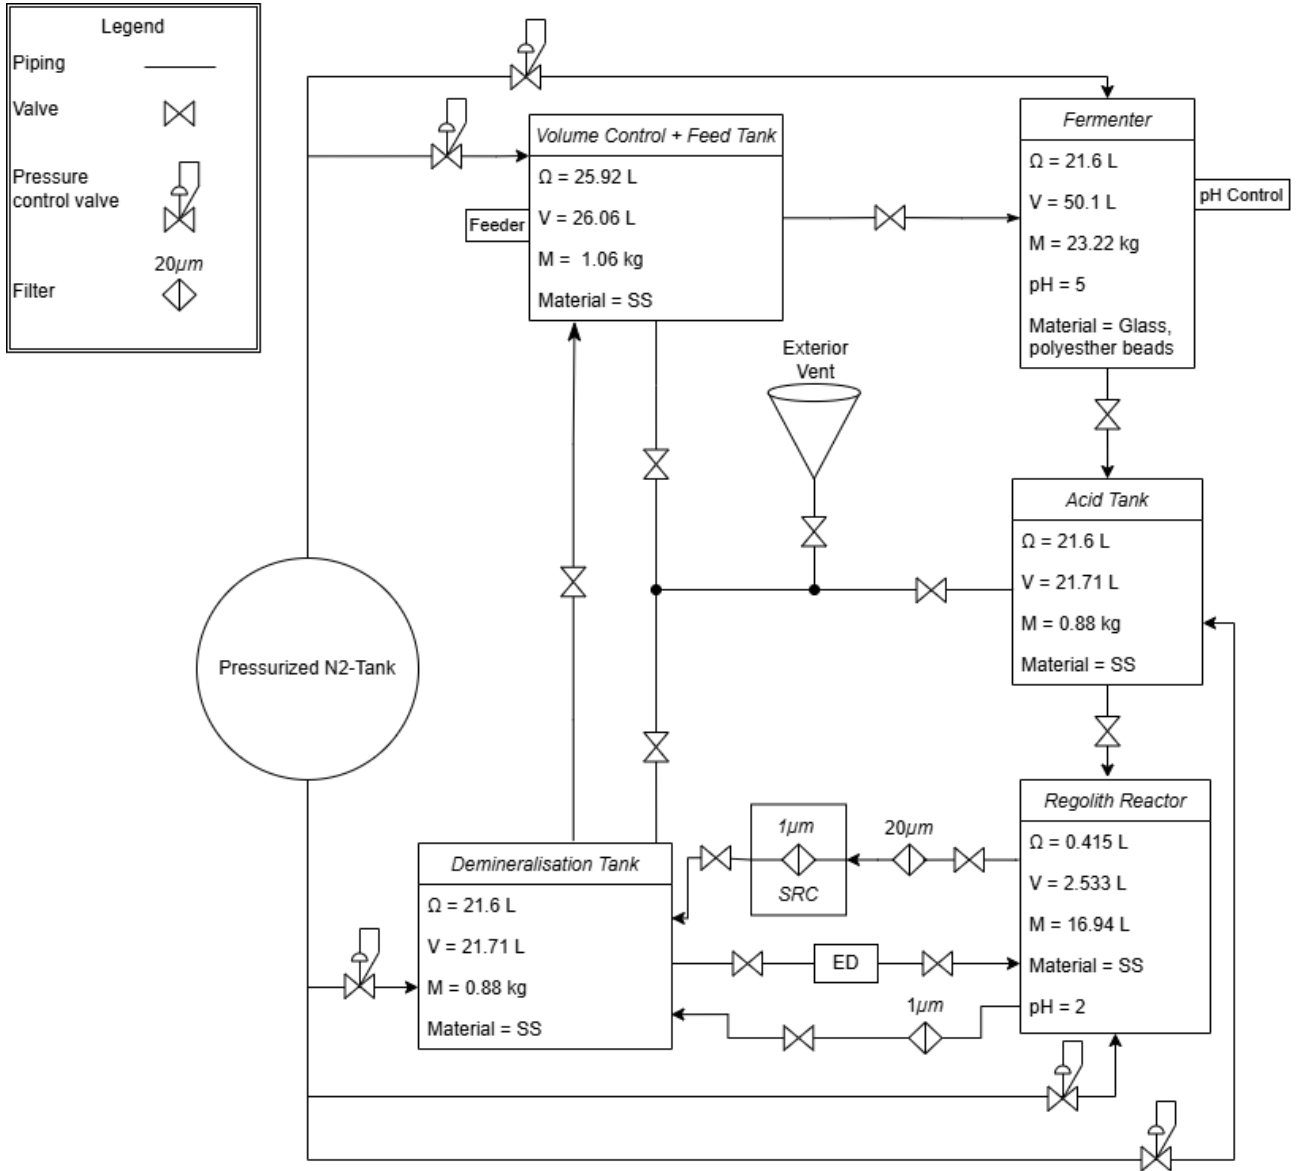 Legend
Piping
Valve
Pressure
control valve
20μm
Filter
Volume Control + Feed Tank
Ω = 25.92 L
V = 26.06 L
M =  1.06 kg
Material = SS
Feeder
Fermenter
Ω = 21.6 L
V = 50.1 L
M = 23.22 kg
pH = 5
Material = Glass,
polyesther beads
pH Control
Exterior
Vent
Acid Tank
Ω = 21.6 L
V = 21.71 L
M = 0.88 kg
Material = SS
Pressurized N2-Tank
Regolith Reactor
Ω = 0.415 L
V = 2.533 L
M = 16.94 L
Material = SS
pH = 2
1μm
SRC
20μm
Demineralisation Tank
Ω = 21.6 L
V = 21.71 L
M = 0.88 kg
Material = SS
ED
1μm